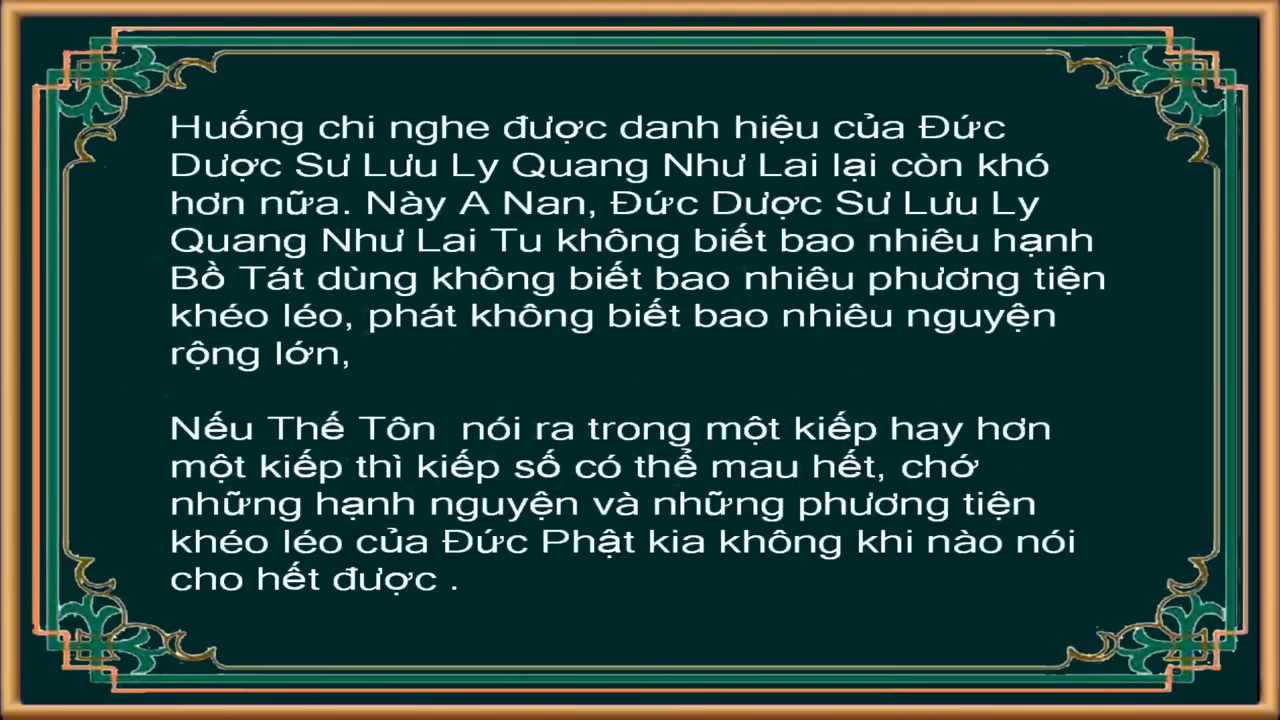 Huống chi nghe được danh hiệu của Đức
Dược Sư Lưu Ly Quang Như Lai lại còn khó
hơn nữa. Này A Nan, Đức Dược Sư Lưu Ly
Quang Như Lai Tu không biết bao nhiêu hạnh
Bồ Tát dùng không biết bao nhiêu phương tiện
khéo léo, phát không biết bao nhiêu nguyện
rộng lớn,
Nếu Thế Tôn  nói ra trong một kiếp hay hơn
một kiếp thì kiếp số có thể mau hết, chớ
những hạnh nguyện và những phương tiện
khéo léo của Đức Phật kia không khi nào nói
cho hết được .